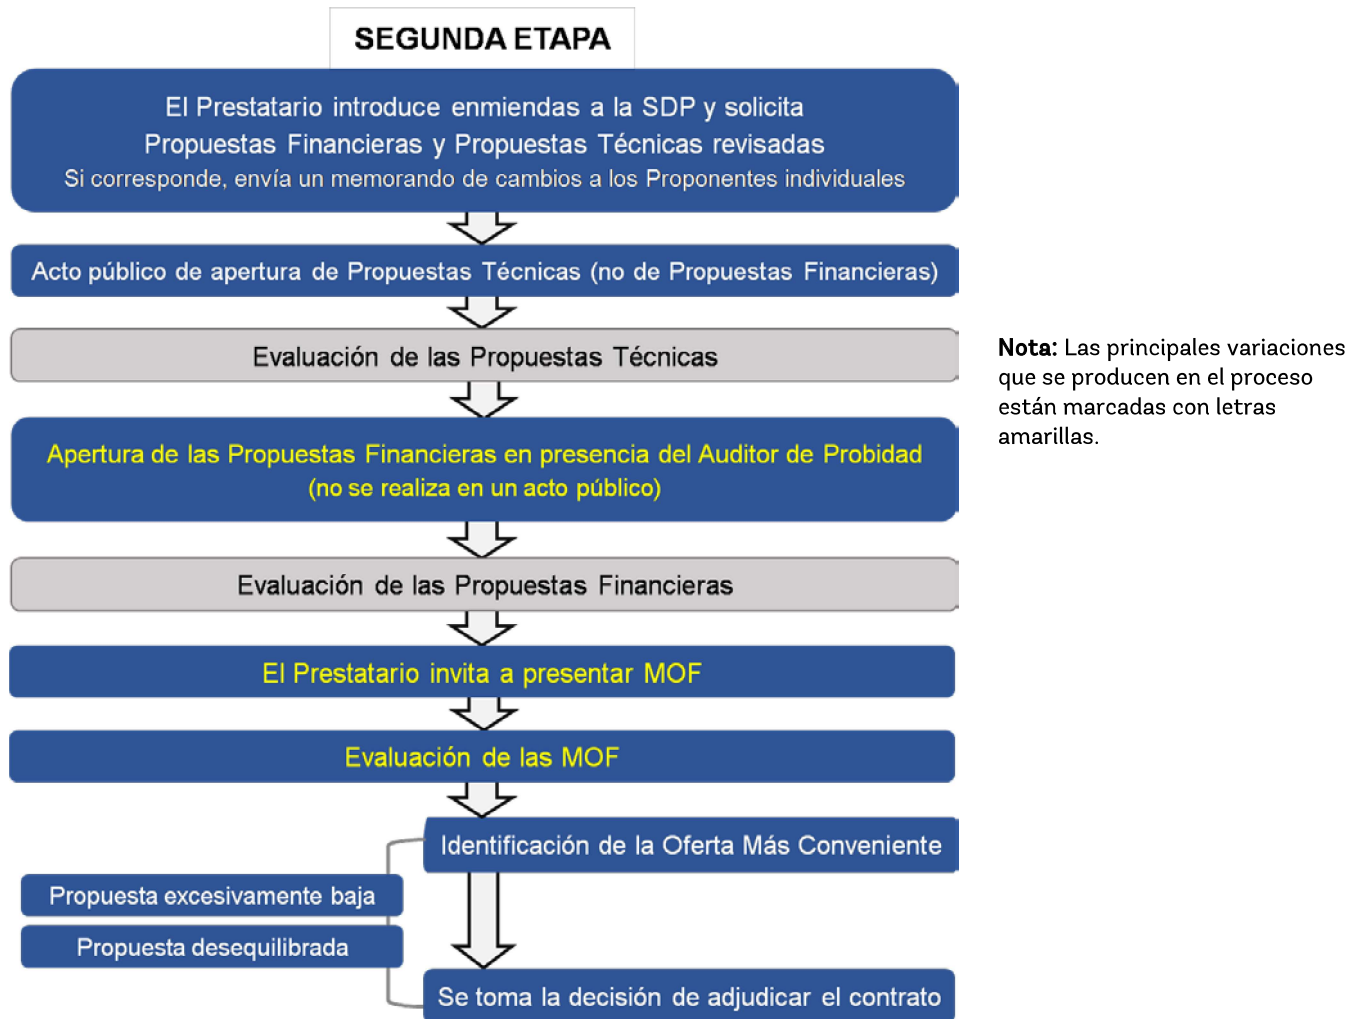 SEGUNDA ETAPA
El Prestatario introduce enmiendas a la SDP y solicita
Propuestas Financieras y Propuestas Técnicas revisadas
Si corresponde, envía un memorando de cambios a los Proponentes individuales
Acto público de apertura de Propuestas Técnicas (no de Propuestas Financieras)
Evaluación de las Propuestas Técnicas
Nota: Las principales variaciones
que se producen en el proceso
están marcadas con letras
amarillas.
Apertura de las Propuestas Financieras en presencia del Auditor de Probidad
(no se realiza en un acto público)
Evaluación de las Propuestas Financieras
El Prestatario invita a presentar MOF
Evaluación de las MOF
Identificación de la Oferta Más Conveniente
Propuesta excesivamente baja
Propuesta desequilibrada
Se toma la decisión de adjudicar el contrato